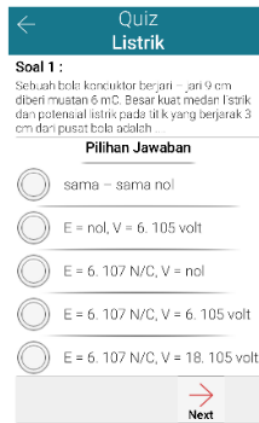 Quiz
Listrik
Soal 1 :
Sebuah bola konduktor berjari - jari 9 cm
diberi muatan 6 mC. Besar kuat medan listrik
dan potensial listrik pada titik yang berjarak 3
cm dari pusat bola adalah ....
Pilihan Jawaban
sama - sama nol
E = nol, V = 6. 105 volt
E = 6. 107 N/C, V = nol
E = 6. 107 N/C, V = 6. 105 volt
E = 6. 107 N/C, V = 18. 105 volt
Next